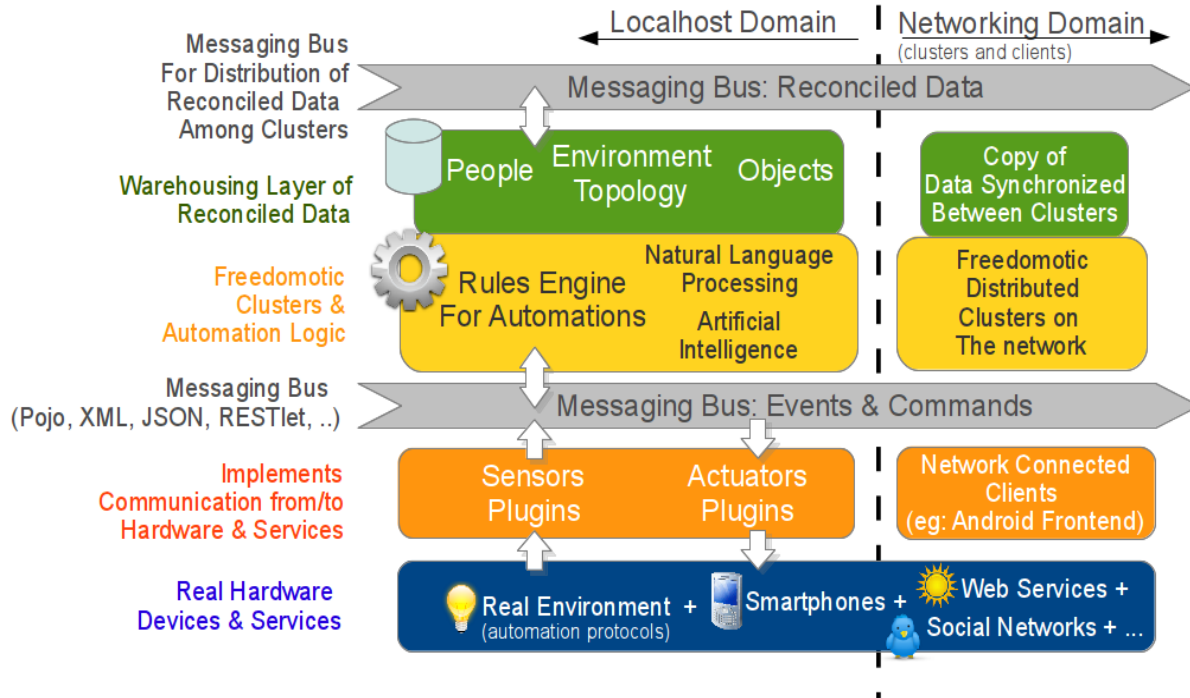 Localhost Domain
Networking Domain
(clusters and clients)
Messaging Bus
For Distribution of
Reconciled Data
Among Clusters
Messaging Bus: Reconciled Data
Warehousing Layer of
Reconciled Data
People
Environment
Topology
Objects
Copy of
Data Synchronized
Between Clusters
Freedomotic
Clusters &
Automation Logic
Rules Engine
For Automations
Natural Language
Processing
Artificial
Intelligence
Freedomotic
Distributed
Clusters on
The network
Messaging Bus
(Pojo, XML, JSON, RESTlet, ..)
Messaging Bus: Events & Commands
Implements
Communication from/to
Hardware & Services
Sensors
Plugins
Actuators
Plugins
Network Connected
Clients
(eg: Android Frontend)
Real Hardware
Devices & Services
Real Environment +
(automation protocols)
Smartphones +
Web Services +
Social Networks + ...